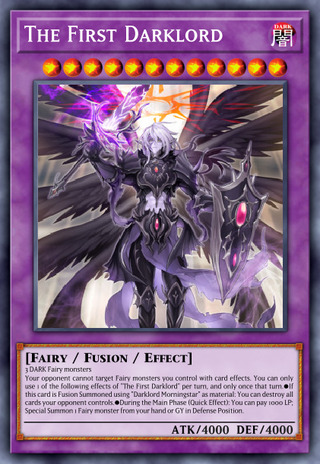 The First Darklord
DARK
闇
[Fairy / Fusion / Effect]
3 DARK Fairy monsters
Your opponent cannot target Fairy monsters you control with card effects. You can only
use 1 of the following effects of "The First Darklord" per turn, and only once that turn.●If
this card is Fusion Summoned using "Darklord Morningstar" as material: You can destroy all
cards your opponent controls.●During the Main Phase (Quick Effect): You can pay 1000 LP;
Special Summon 1 Fairy monster from your hand or GY in Defense Position.
ATK/4000 DEF/4000